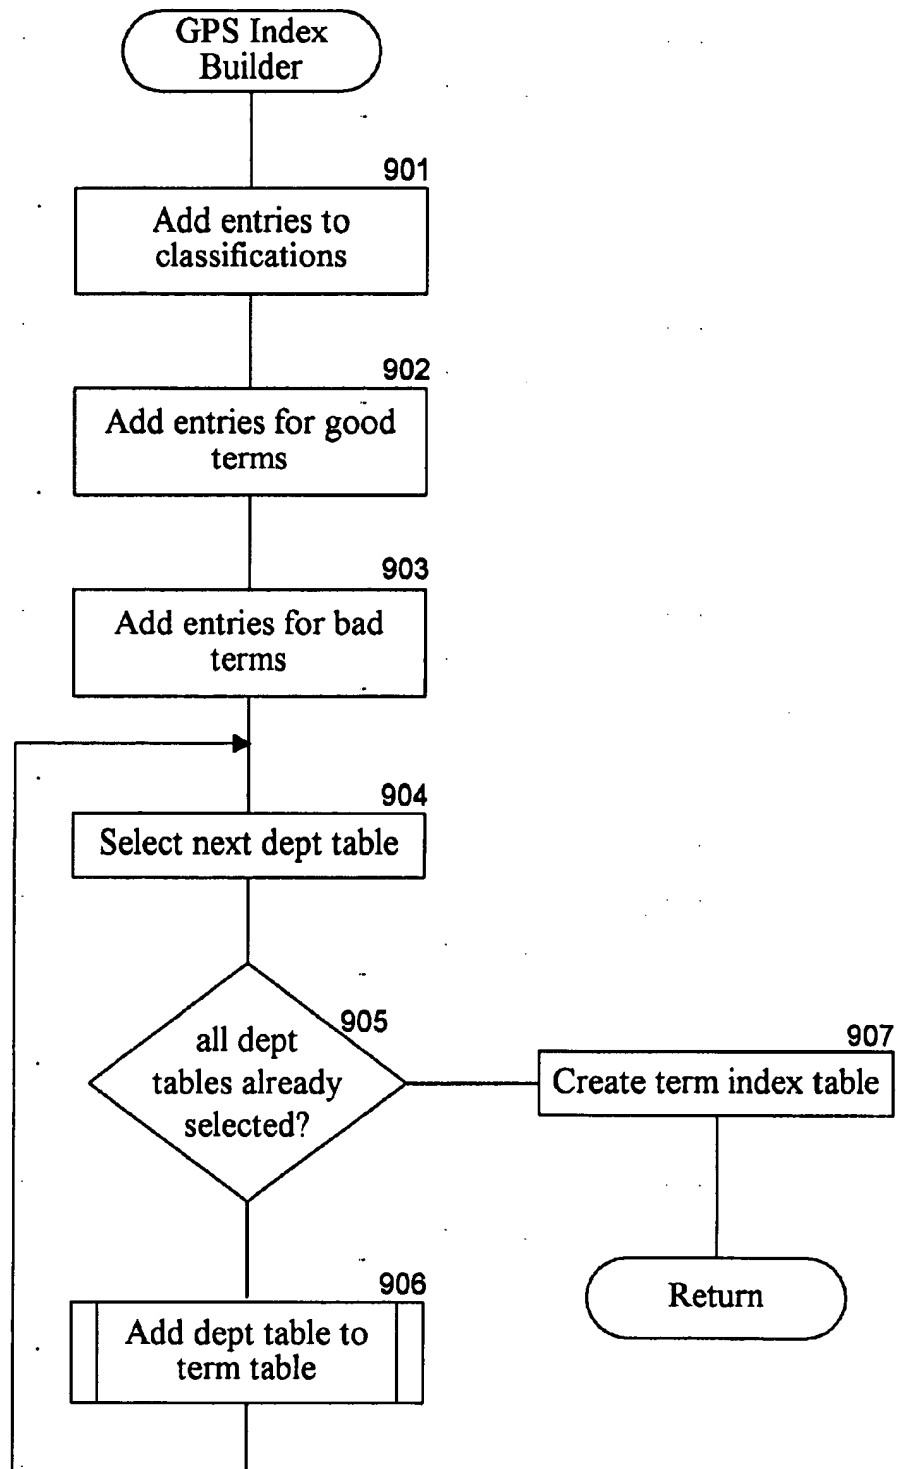 GPS Index
Builder
901
Add entries to
classifications
902
Add entries for good
terms
903
Add entries for bad
terms
904
Select next dept table
905
all dept
tables already
selected?
907
Create term index table
906
Add dept table to
term table
Return